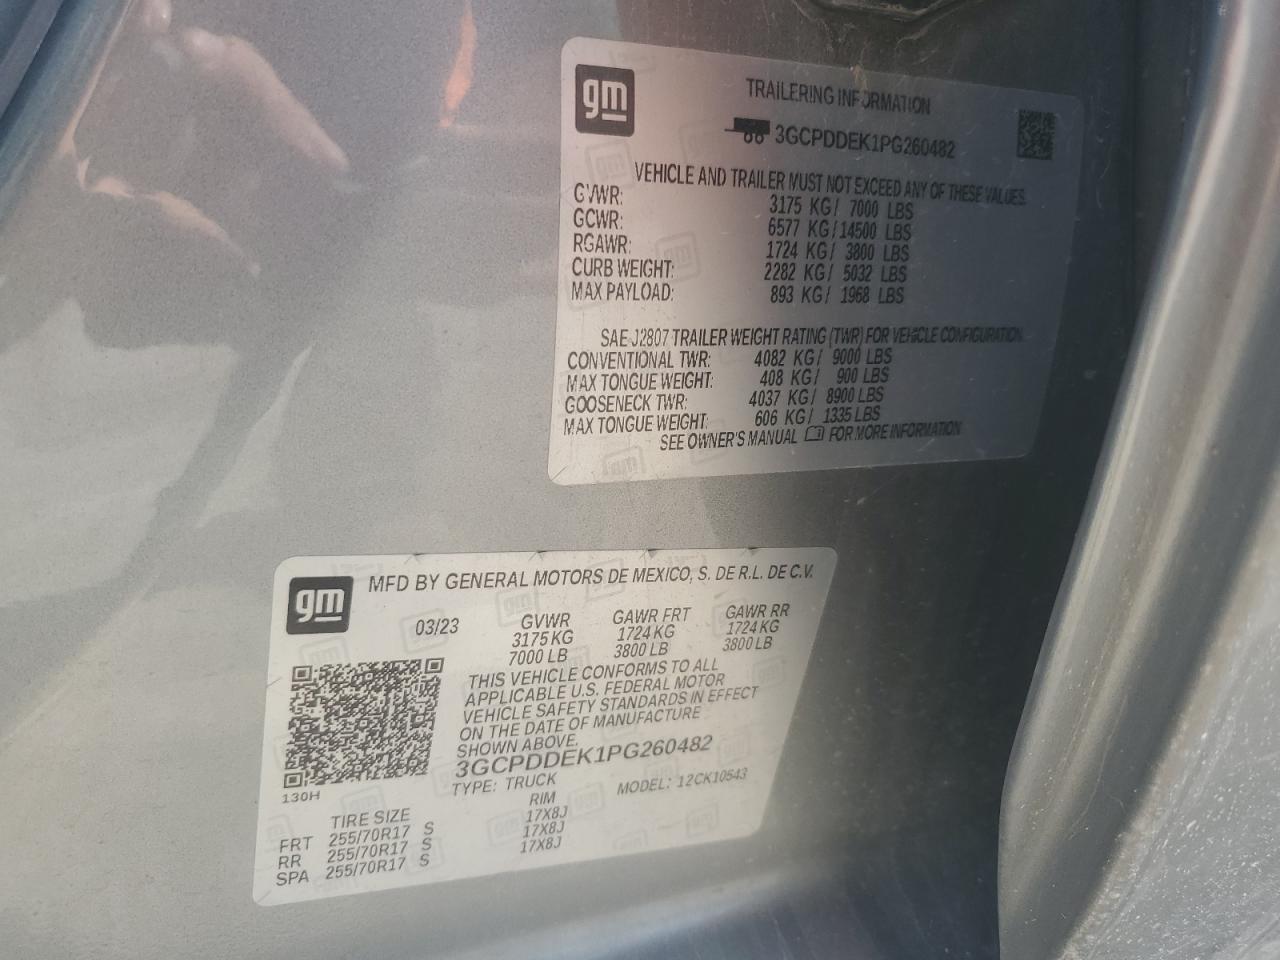 gm
TRAILERING INFORMATION
3GCPDDEK1PG260482
VEHICLE AND TRAILER MUST NOT EXCEED ANY OF THESE VALUES.
GVWR: 3175 KG/ 7000 LBS
GCWR: 6577 KG/14500 LBS
RGAWR: 1724 KG/ 3800 LBS
CURB WEIGHT: 2282 KG/ 5032 LBS
MAX PAYLOAD: 893 KG/ 1968 LBS
SAE J2807 TRAILER WEIGHT RATING (TWR) FOR VEHICLE CONFIGURATION
CONVENTIONAL TWR: 4082 KG/ 9000 LBS
MAX TONGUE WEIGHT: 408 KG/ 900 LBS
GOOSENECK TWR: 4037 KG/ 8900 LBS
MAX TONGUE WEIGHT: 606 KG/ 1335 LBS
SEE OWNER'S MANUAL FOR MORE INFORMATION
gm
MFD BY GENERAL MOTORS DE MEXICO, S. DE R.L. DE C.V.
03/23 GVWR GAWR FRT GAWR RR
3175 KG 1724 KG 1724 KG
7000 LB 3800 LB 3800 LB
THIS VEHICLE CONFORMS TO ALL
APPLICABLE U.S. FEDERAL MOTOR
VEHICLE SAFETY STANDARDS IN EFFECT
ON THE DATE OF MANUFACTURE
SHOWN ABOVE.
3GCPDDEK1PG260482
TYPE: TRUCK MODEL: 12CK10543
130H
TIRE SIZE RIM
FRT 255/70R17 S 17X8J
RR 255/70R17 S 17X8J
SPA 255/70R17 S 17X8J